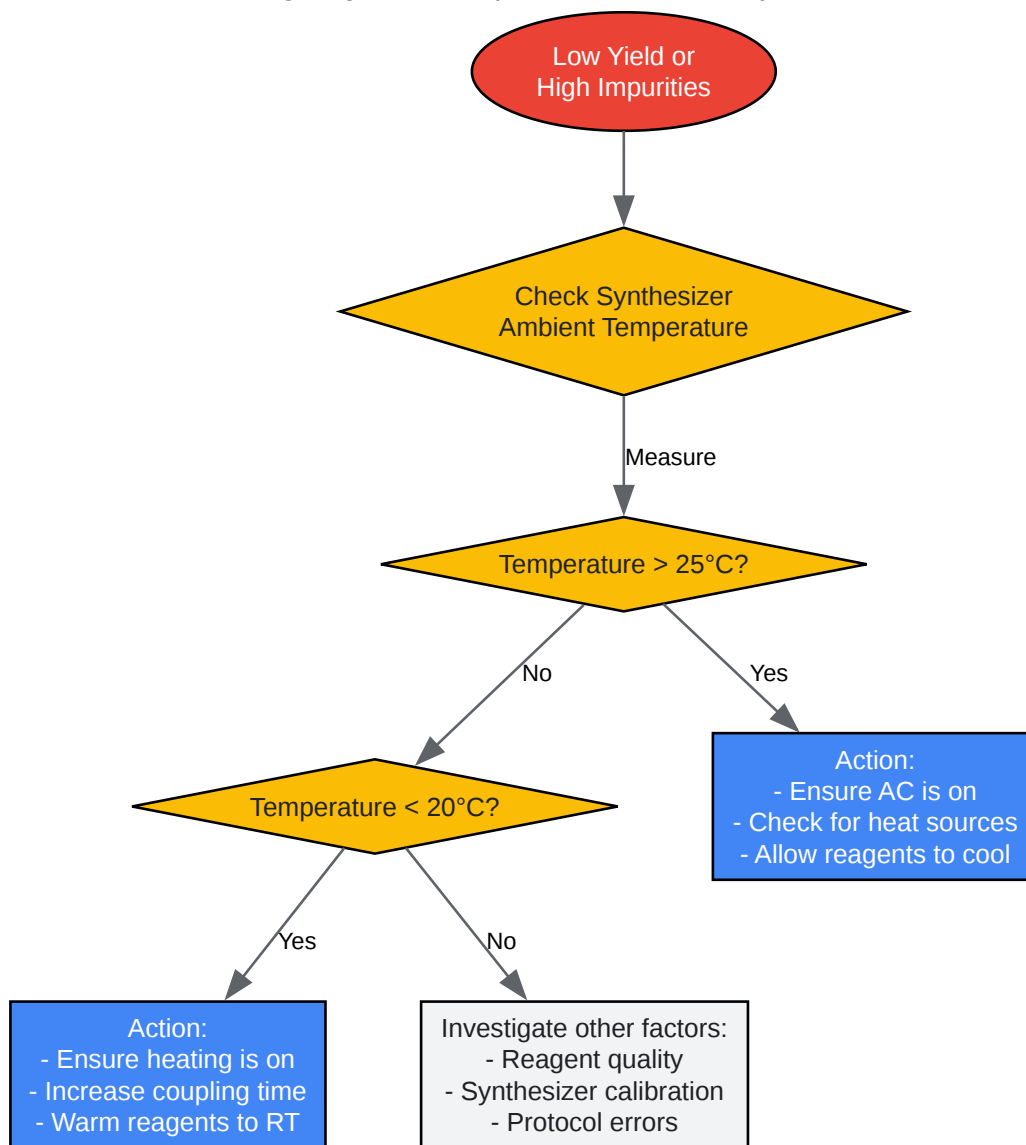 Low Yield or
High Impurities
Check Synthesizer
Ambient Temperature
Measure
Temperature > 25°C?
No
Yes
Action:
- Ensure AC is on
- Check for heat sources
- Allow reagents to cool
Temperature < 20°C?
Yes
No
Action:
- Ensure heating is on
- Increase coupling time
- Warm reagents to RT
Investigate other factors:
- Reagent quality
- Synthesizer calibration
- Protocol errors